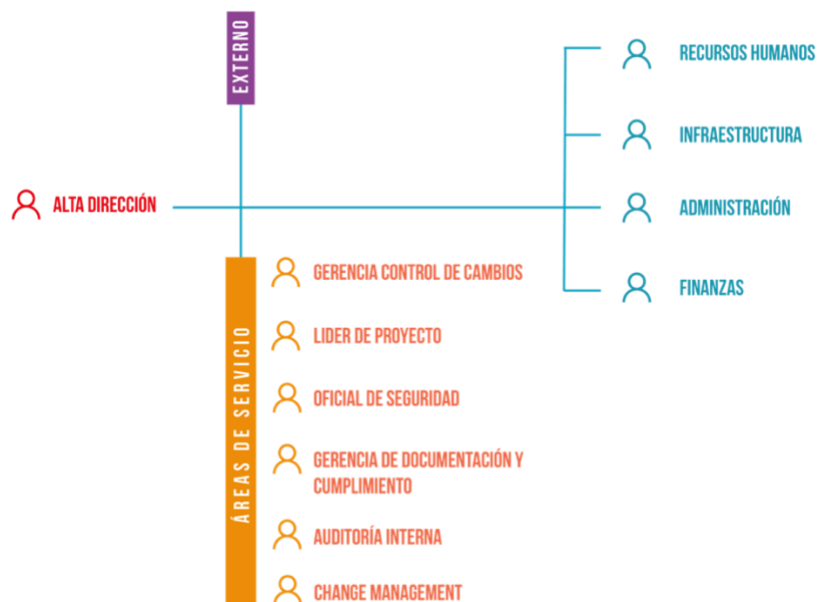 EXTERNO
RECURSOS HUMANOS
INFRAESTRUCTURA
ALTA DIRECCIÓN
ADMINISTRACIÓN
FINANZAS
ÁREAS DE SERVICIO
GERENCIA CONTROL DE CAMBIOS
LIDER DE PROYECTO
OFICIAL DE SEGURIDAD
GERENCIA DE DOCUMENTACIÓN Y
CUMPLIMIENTO
AUDITORÍA INTERNA
CHANGE MANAGEMENT